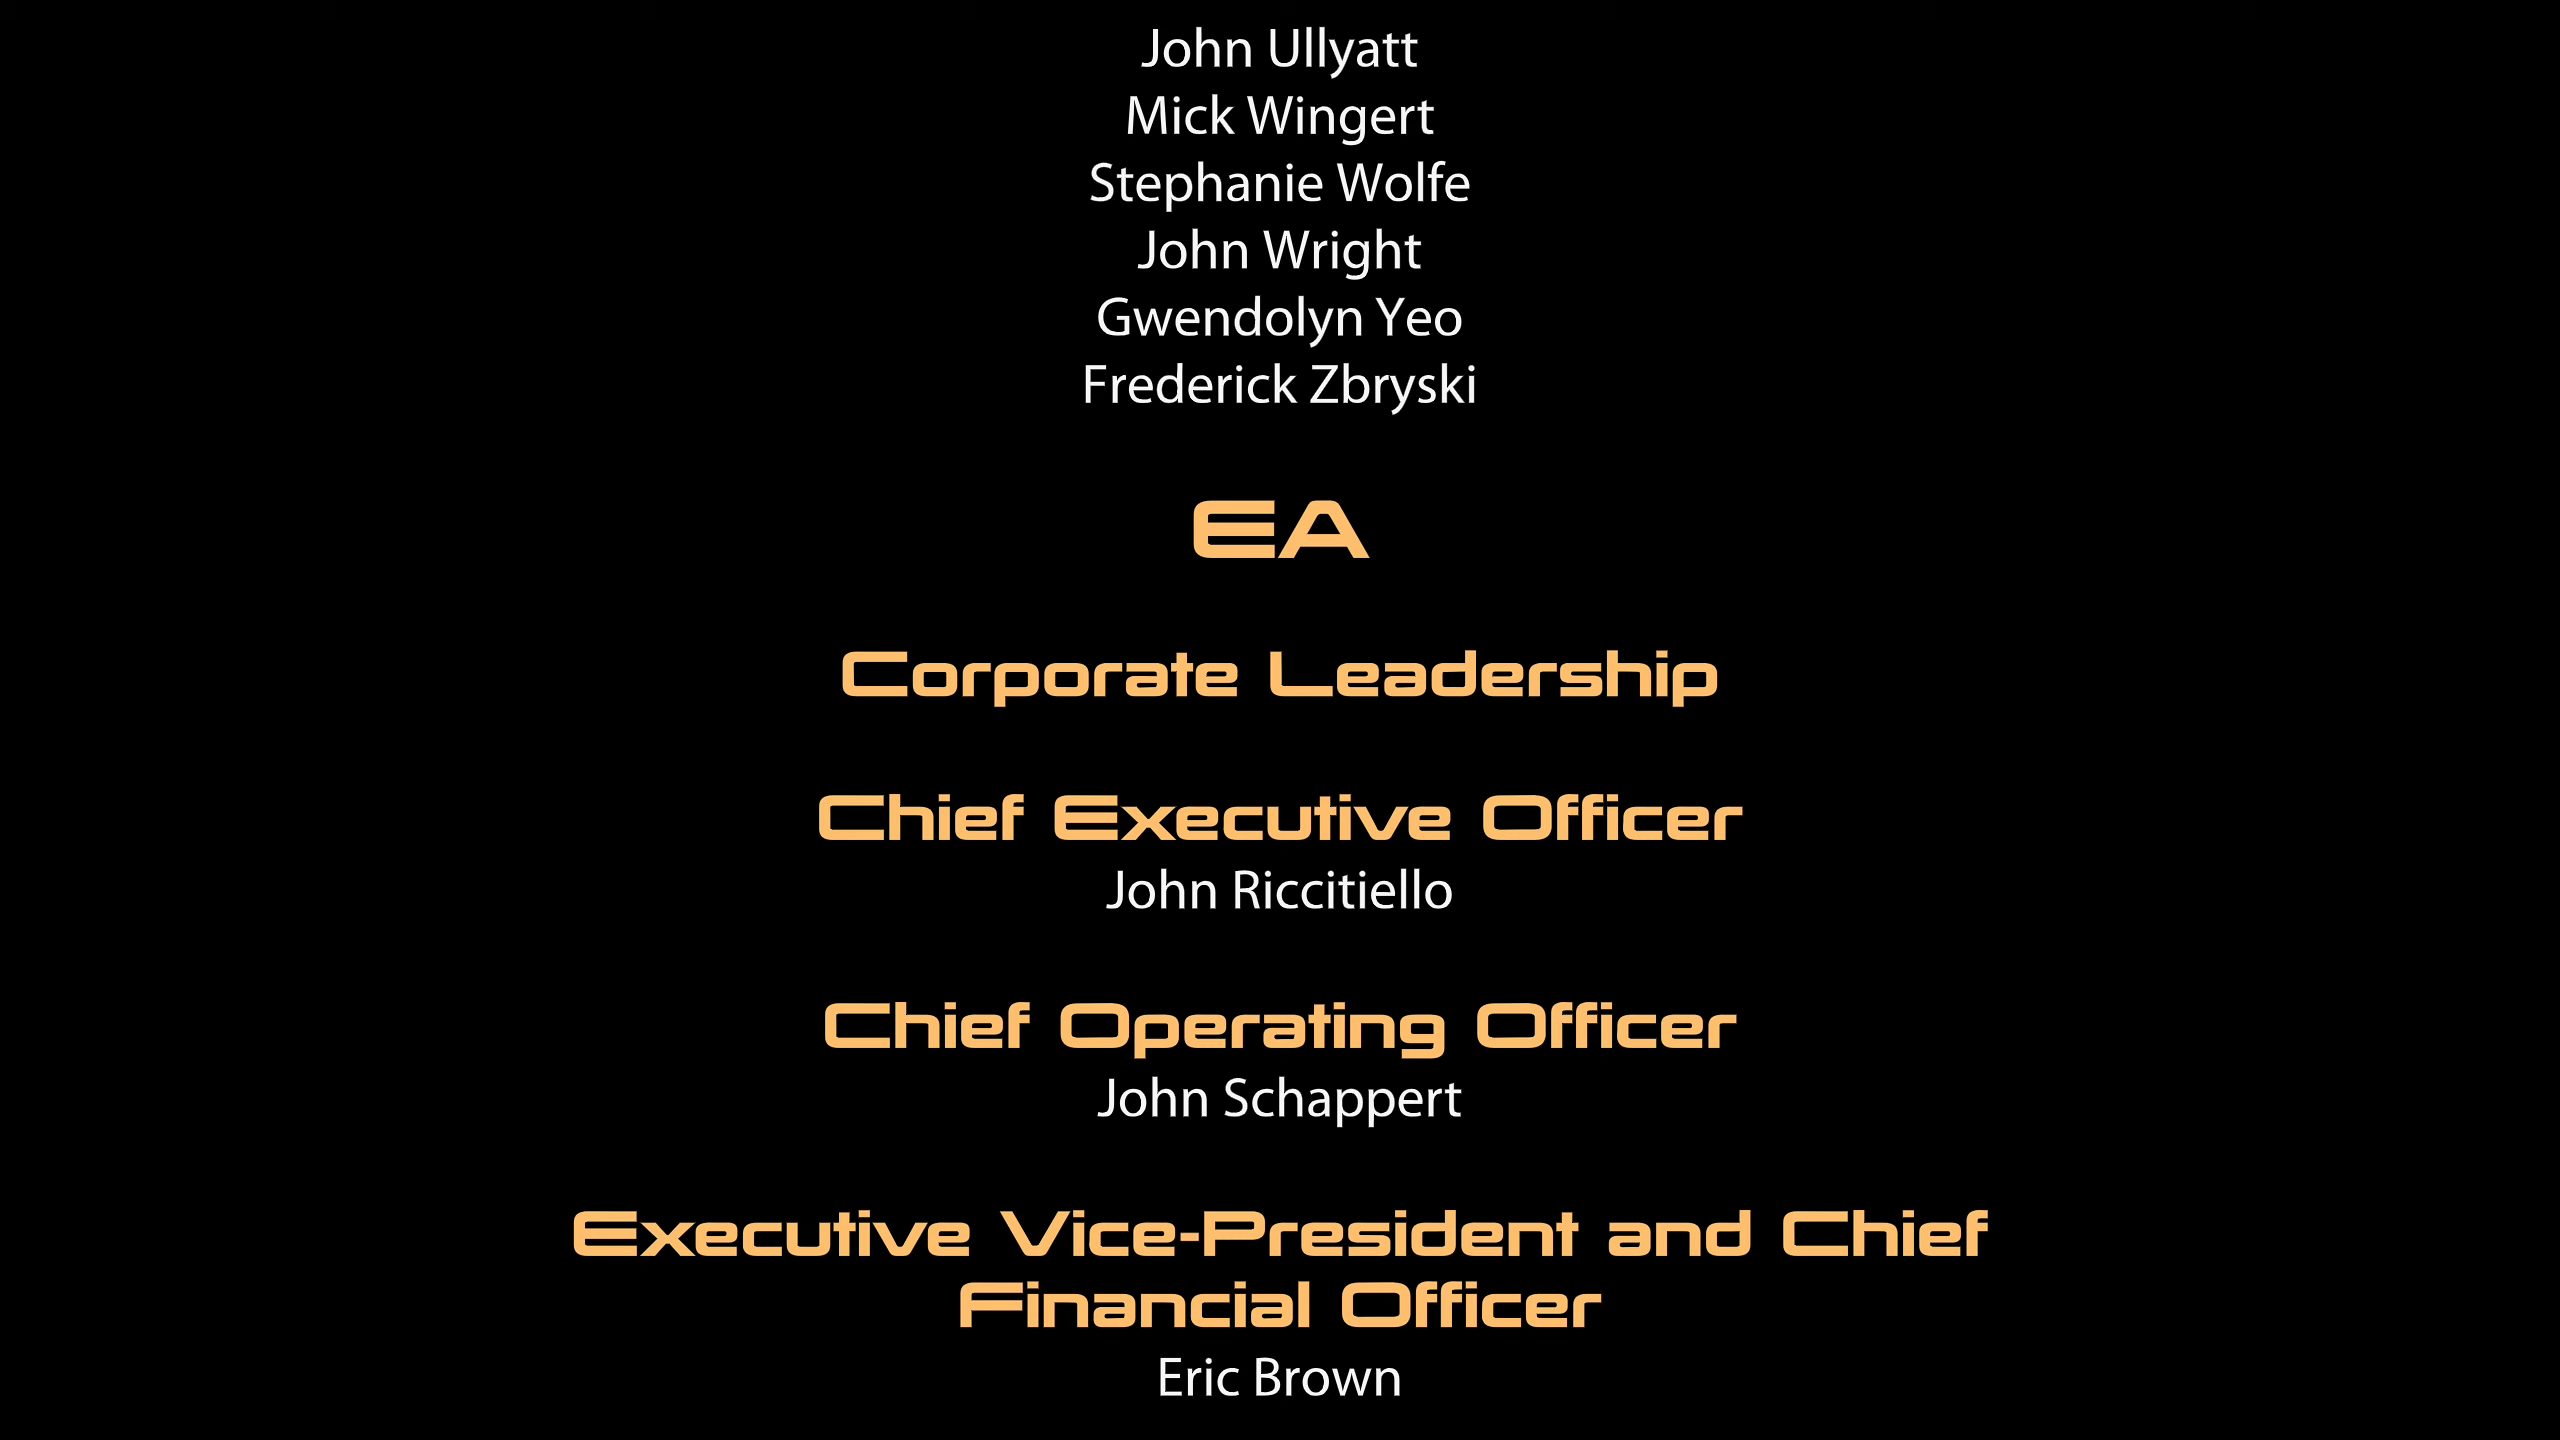 John Ullyatt
Mick Wingert
Stephanie Wolfe
John Wright
Gwendolyn Yeo
Frederick Zbryski
EA
Corporate Leadership
Chief Executive Officer
John Riccitiello
Chief Operating Officer
John Schappert
Executive Vice-President and Chief
Financial Officer
Eric Brown